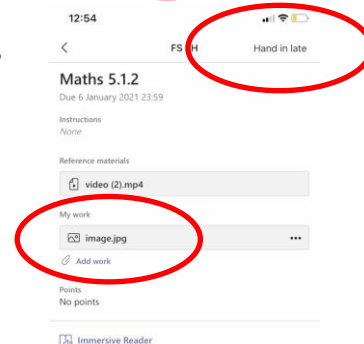 12:54
FS H Hand in late
Maths 5.1.2
Due 6 January 2021 23:59
Instructions
None
Reference materials
video (2).mp4
My work
image.jpg
Add work
Points
No points
Immersive Reader